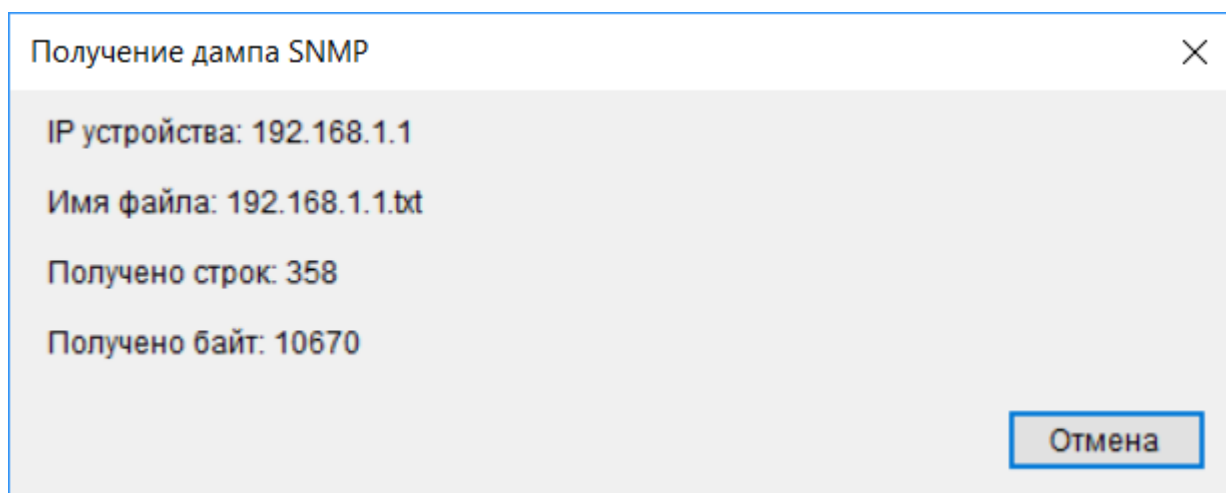 Получение дампа SNMP
IP устройства: 192.168.1.1
Имя файла: 192.168.1.1.txt
Получено строк: 358
Получено байт: 10670
Отмена